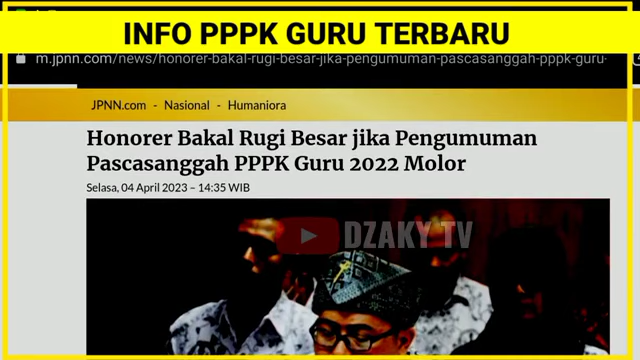 INFO PPPK GURU TERBARU
m.jpnn.com/news/honorer-bakal-rugi-besar-jika-pengumuman-pascasanggah-pppk-guru-
JPNN.com - Nasional - Humaniora
Honorer Bakal Rugi Besar jika Pengumuman
Pascasanggah PPPK Guru 2022 Molor
Selasa, 04 April 2023 – 14:35 WIB
DZAKY TV